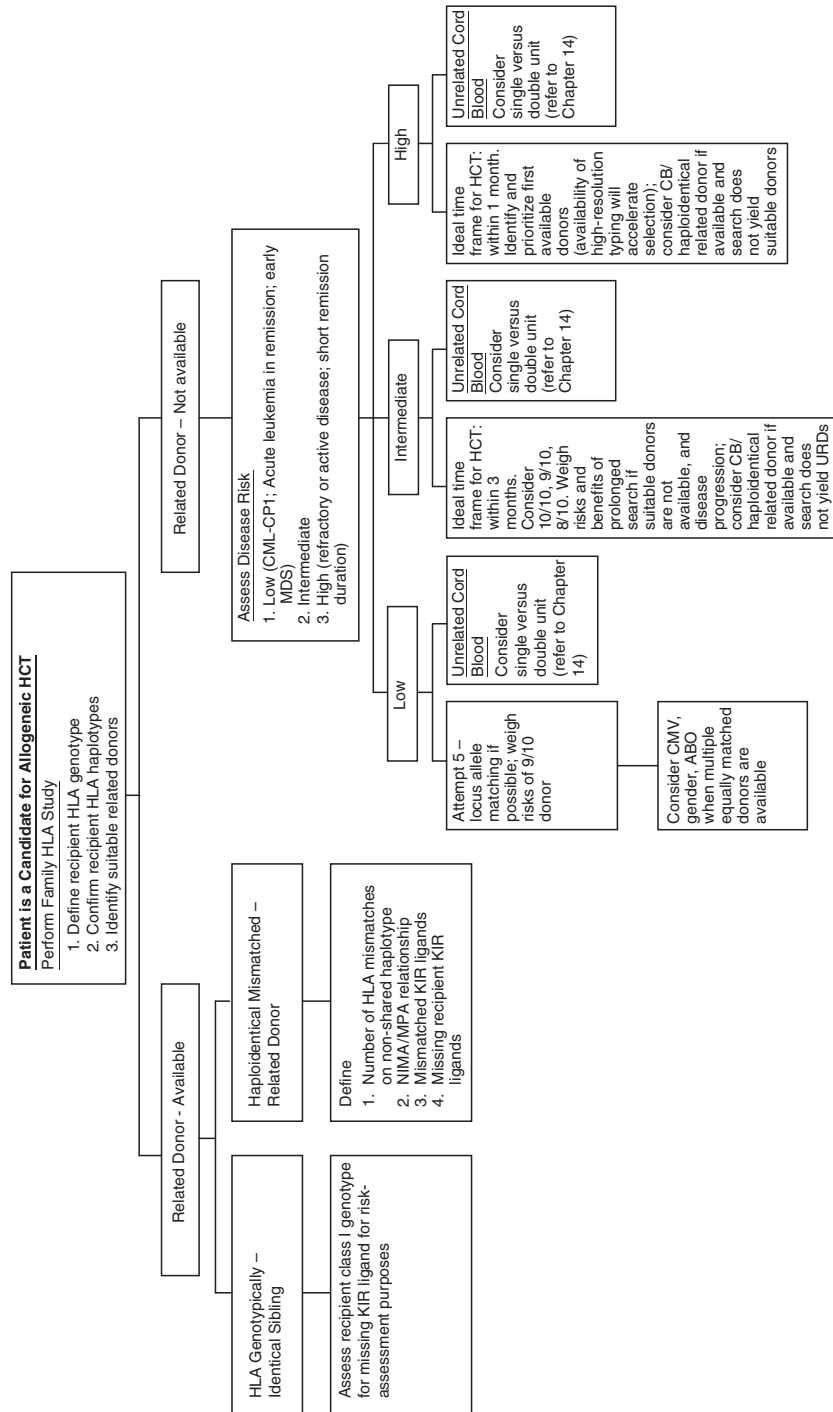 Patient is a Candidate for Allogeneic HCT
Perform Family HLA Study
1. Define recipient HLA genotype
2. Confirm recipient HLA haplotypes
3. Identify suitable related donors
Related Donor - Available
Related Donor – Not available
HLA Genotypically –
Identical Sibling
Haploidentical Mismatched –
Related Donor
Assess recipient class I genotype
for missing KIR ligand for risk-
assessment purposes
Define
1. Number of HLA mismatches
on non-shared haplotype
2. NIMA/MPA relationship
3. Mismatched KIR ligands
4. Missing recipient KIR
ligands
Assess Disease Risk
1. Low (CML-CP1; Acute leukemia in remission; early
MDS)
2. Intermediate
3. High (refractory or active disease; short remission
duration)
Low
Intermediate
High
Attempt 5 –
locus allele
matching if
possible; weigh
risks of 9/10
donor
Unrelated Cord
Blood
Consider
single versus
double unit
(refer to Chapter
14)
Consider CMV,
gender, ABO
when multiple
equally matched
donors are
available
Ideal time
frame for HCT:
within 3
months.
Consider
10/10, 9/10,
8/10. Weigh
risks and
benefits of
prolonged
search if
suitable donors
are not
available, and
disease
progression;
consider CB/
haploidentical
related donor if
available and
search does
not yield URDs
Unrelated Cord
Blood
Consider
single versus
double unit
(refer to
Chapter 14)
Ideal time
frame for HCT:
within 1 month.
Identify and
prioritize first
available
donors
(availability of
high-resolution
typing will
accelerate
selection);
consider CB/
haploidentical
related donor if
available and
search does
not yield
suitable donors
Unrelated Cord
Blood
Consider
single versus
double unit
(refer to
Chapter 14)